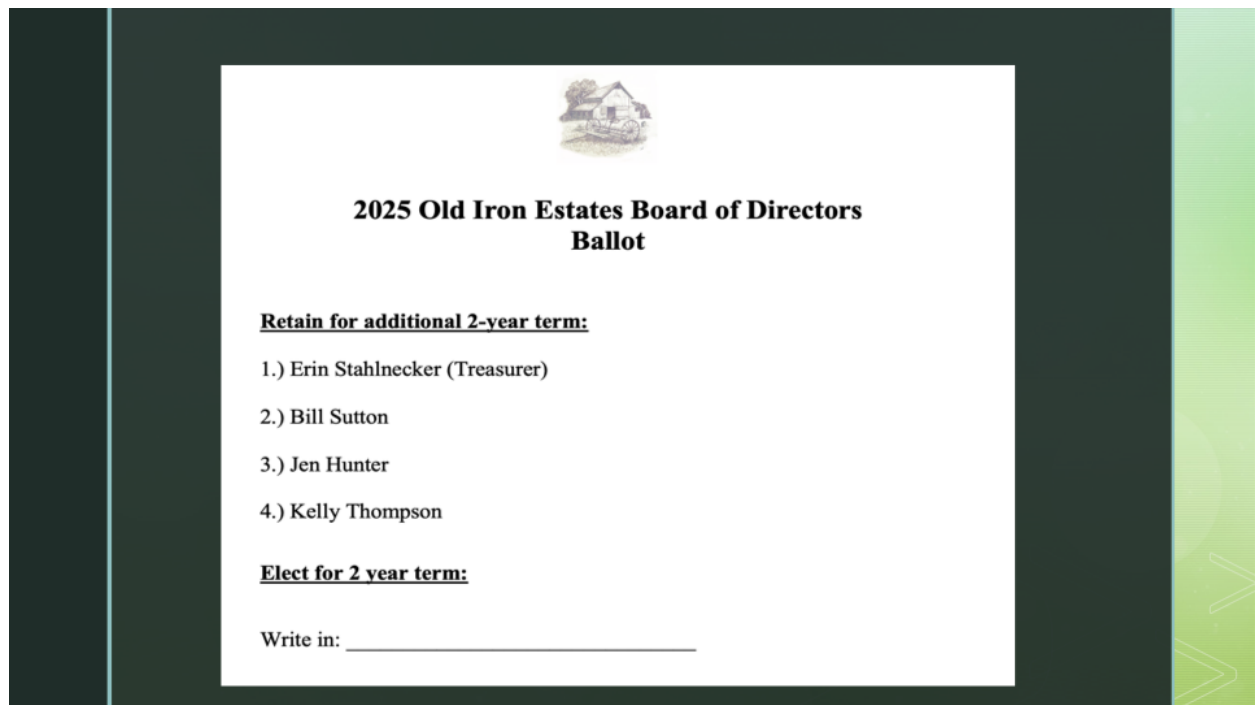 2025 Old Iron Estates Board of Directors
Ballot
Retain for additional 2-year term:
1.) Erin Stahlnecker (Treasurer)
2.) Bill Sutton
3.) Jen Hunter
4.) Kelly Thompson
Elect for 2 year term:
Write in: ________________________________